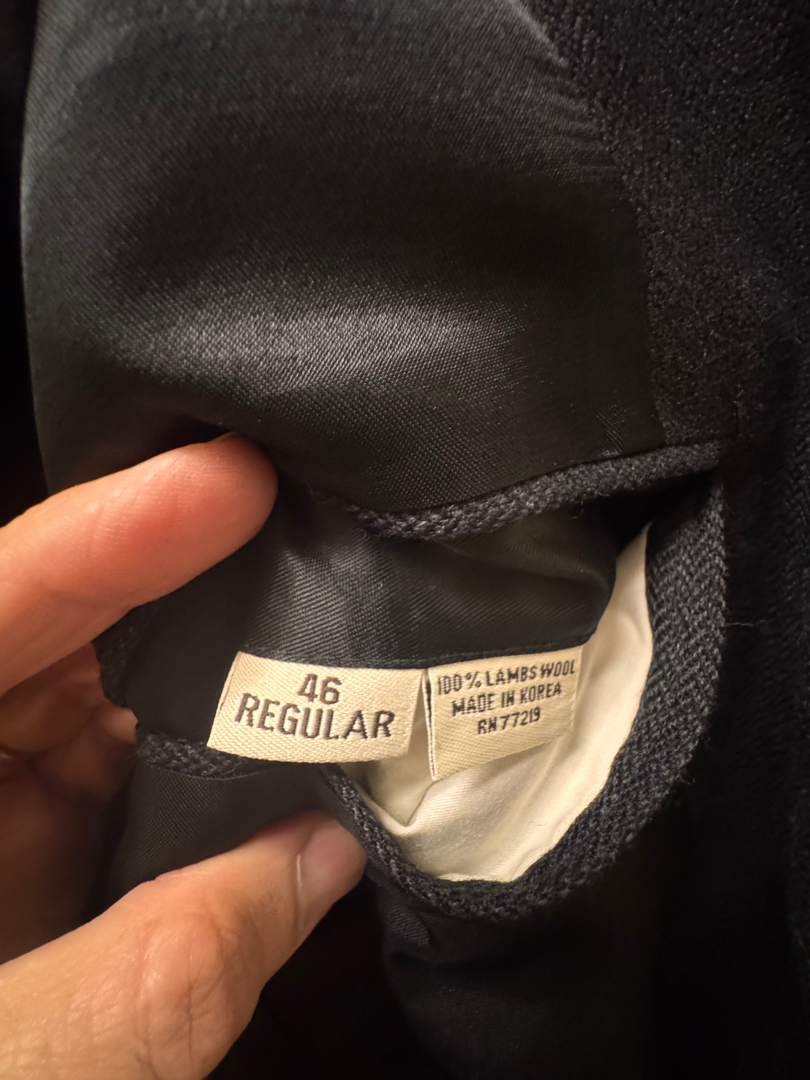 46
REGULAR
100% LAMBS WOOL
MADE IN KOREA
RN 77219